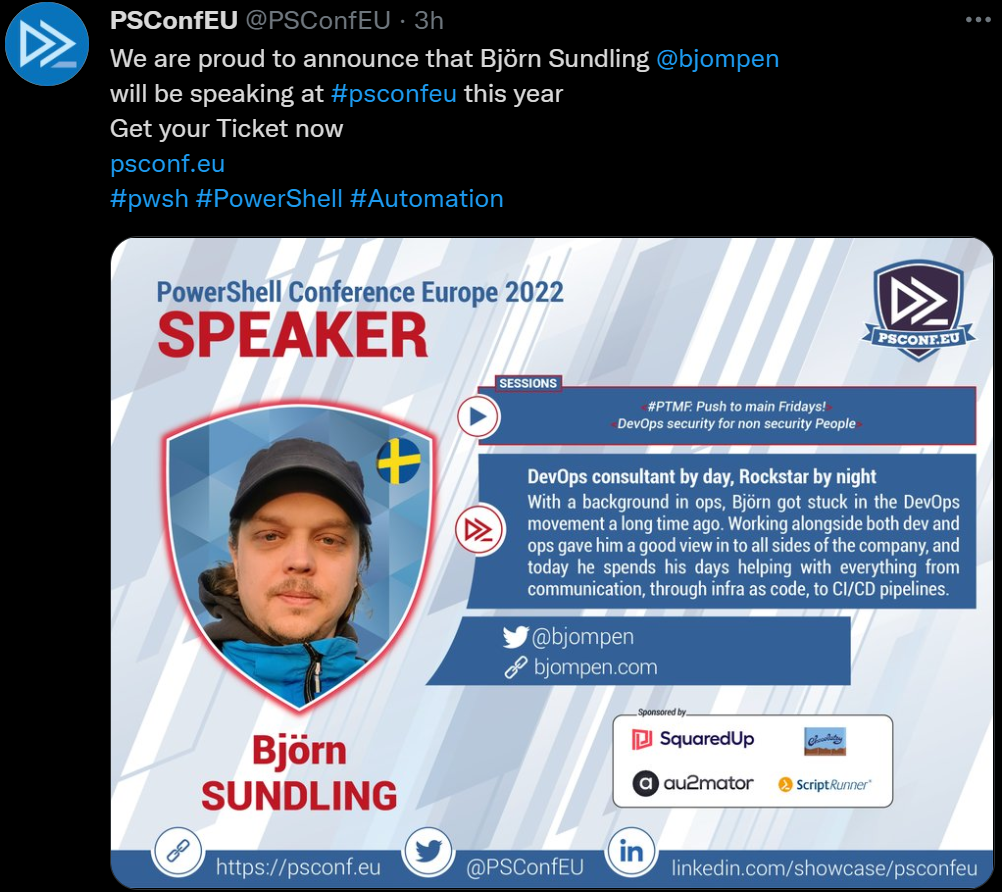 PSConfEU @PSConfEU · 3h
We are proud to announce that Björn Sundling @bjompen
will be speaking at #psconfeu this year
Get your Ticket now
psconf.eu
#pwsh #PowerShell #Automation
PowerShell Conference Europe 2022
SPEAKER
PSCONF.EU
SESSIONS
#PTMF: Push to main Fridays!
DevOps security for non security People
DevOps consultant by day, Rockstar by night
With a background in ops, Björn got stuck in the DevOps
movement a long time ago. Working alongside both dev and
ops gave him a good view in to all sides of the company, and
today he spends his days helping with everything from
communication, through infra as code, to CI/CD pipelines.
@bjompen
bjompen.com
Björn
SUNDLING
Sponsored by
SquaredUp
a au2mator
ScriptRunner
https://psconf.eu
@PSConfEU
in linkedin.com/showcase/psconfeu